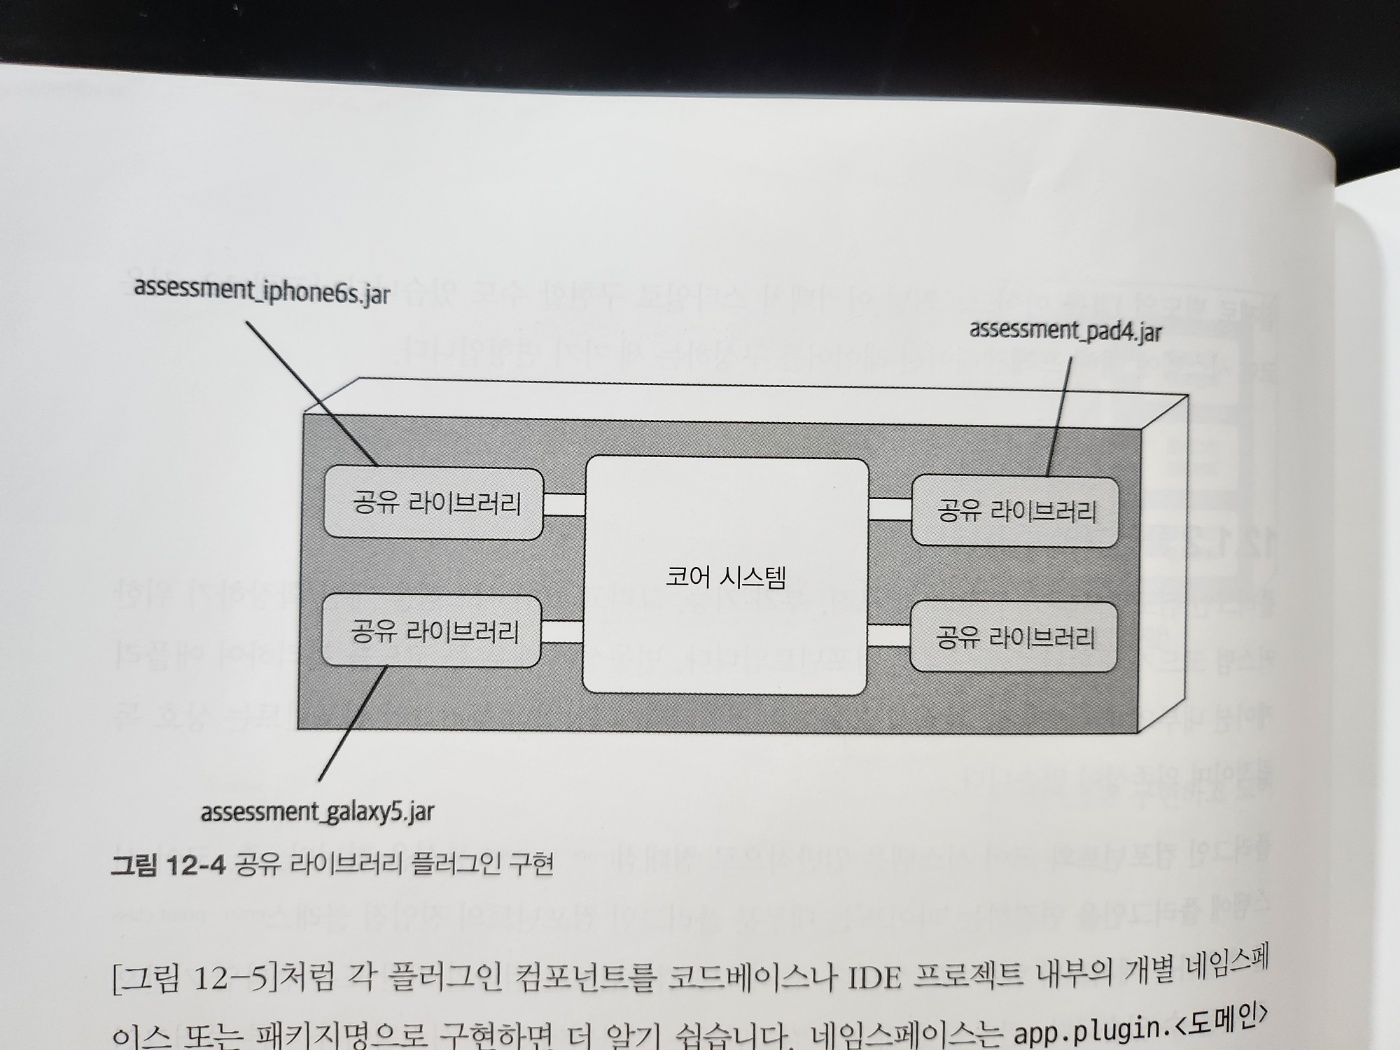 assessment_iphone6s.jar
assessment_pad4.jar
공유 라이브러리
공유 라이브러리
코어 시스템
공유 라이브러리
공유 라이브러리
assessment_galaxy5.jar
그림 12-4 공유 라이브러리 플러그인 구현
[그림 12-5]처럼 각 플러그인 컴포넌트를 코드베이스나 IDE 프로젝트 내부의 개별 네임스페
이스 또는 패키지명으로 구현하면 더 알기 쉽습니다. 네임스페이스는 app.plugin.<도메인>